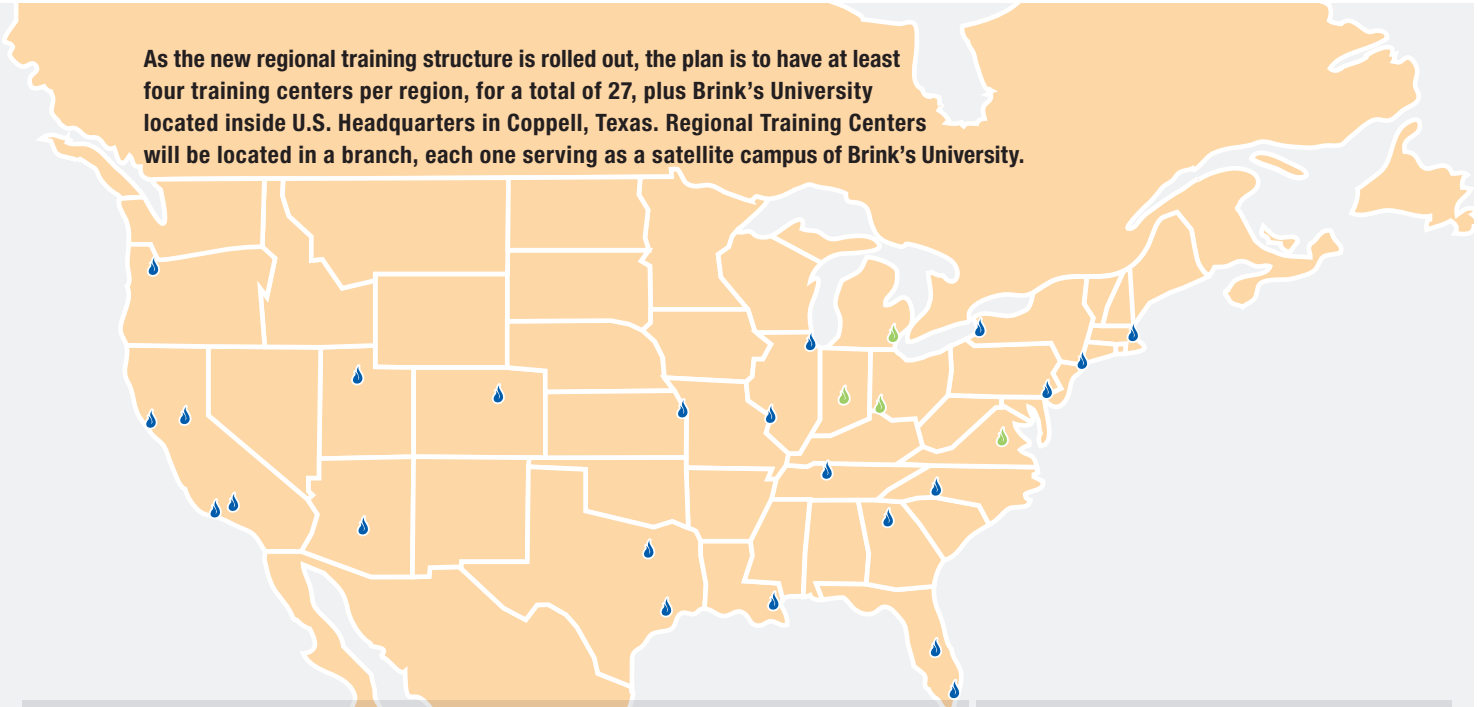 As the new regional training structure is rolled out, the plan is to have at least
four training centers per region, for a total of 27, plus Brink's University
located inside U.S. Headquarters in Coppell, Texas. Regional Training Centers
will be located in a branch, each one serving as a satellite campus of Brink's University.